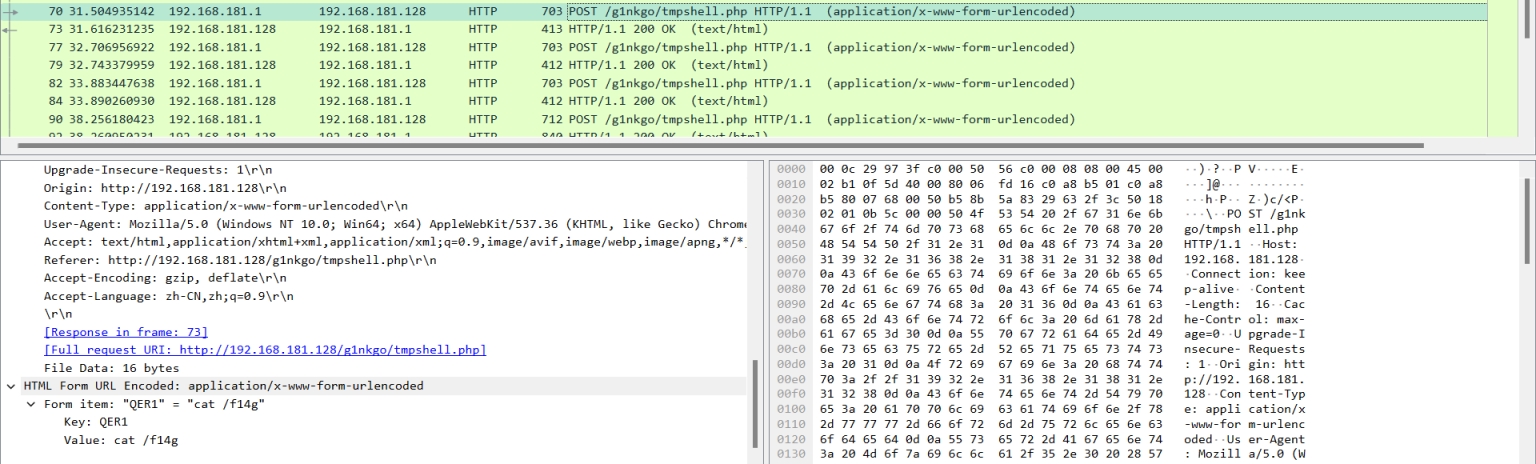 70 31.504935142 192.168.181.1 192.168.181.128 HTTP 703 POST /g1nkgo/tmpshell.php HTTP/1.1 (application/x-www-form-urlencoded)
73 31.616231235 192.168.181.128 192.168.181.1 HTTP 413 HTTP/1.1 200 OK (text/html)
77 32.706956922 192.168.181.1 192.168.181.128 HTTP 703 POST /g1nkgo/tmpshell.php HTTP/1.1 (application/x-www-form-urlencoded)
79 32.743379959 192.168.181.128 192.168.181.1 HTTP 412 HTTP/1.1 200 OK (text/html)
82 33.883447638 192.168.181.1 192.168.181.128 HTTP 703 POST /g1nkgo/tmpshell.php HTTP/1.1 (application/x-www-form-urlencoded)
84 33.890260930 192.168.181.128 192.168.181.1 HTTP 412 HTTP/1.1 200 OK (text/html)
90 38.256180423 192.168.181.1 192.168.181.128 HTTP 712 POST /g1nkgo/tmpshell.php HTTP/1.1 (application/x-www-form-urlencoded)
92 38.260950231 192.168.181.128 192.168.181.1 HTTP 840 HTTP/1.1 200 OK (text/html)
Upgrade-Insecure-Requests: 1\r\n
Origin: http://192.168.181.128\r\n
Content-Type: application/x-www-form-urlencoded\r\n
User-Agent: Mozilla/5.0 (Windows NT 10.0; Win64; x64) AppleWebKit/537.36 (KHTML, like Gecko) Chrome
Accept: text/html,application/xhtml+xml,application/xml;q=0.9,image/avif,image/webp,image/apng,*/*
Referer: http://192.168.181.128/g1nkgo/tmpshell.php\r\n
Accept-Encoding: gzip, deflate\r\n
Accept-Language: zh-CN,zh;q=0.9\r\n
\r\n
[Response in frame: 73]
[Full request URI: http://192.168.181.128/g1nkgo/tmpshell.php]
File Data: 16 bytes
HTML Form URL Encoded: application/x-www-form-urlencoded
Form item: "QER1" = "cat /f14g"
Key: QER1
Value: cat /f14g
0000 00 0c 29 97 3f c0 00 50 56 c0 00 08 08 00 45 00 ··)·?··P V·····E·
0010 02 b1 0f 5d 40 00 80 06 fd 16 c0 a8 b5 01 c0 a8 ···]@··· ········
0020 b5 80 07 68 00 50 b5 8b 5a 83 29 63 2f 3c 50 18 ···h·P·· Z·)c/<P·
0030 02 01 0b 5c 00 00 50 4f 53 54 20 2f 67 31 6e 6b ···\··PO ST /g1nk
0040 67 6f 2f 74 6d 70 73 68 65 6c 6c 2e 70 68 70 20 go/tmpsh ell.php
0050 48 54 54 50 2f 31 2e 31 0d 0a 48 6f 73 74 3a 20 HTTP/1.1 ··Host:
0060 31 39 32 2e 31 36 38 2e 31 38 31 2e 31 32 38 0d 192.168. 181.128·
0070 0a 43 6f 6e 6e 65 63 74 69 6f 6e 3a 20 6b 65 65 ·Connect ion: kee
0080 70 2d 61 6c 69 76 65 0d 0a 43 6f 6e 74 65 6e 74 p-alive· ·Content
0090 2d 4c 65 6e 67 74 68 3a 20 31 36 0d 0a 43 61 63 -Length: 16··Cac
00a0 68 65 2d 43 6f 6e 74 72 6f 6c 3a 20 6d 61 78 2d he-Contr ol: max-
00b0 61 67 65 3d 30 0d 0a 55 70 67 72 61 64 65 2d 49 age=0··U pgrade-I
00c0 6e 73 65 63 75 72 65 2d 52 65 71 75 65 73 74 73 nsecure- Requests
00d0 3a 20 31 0d 0a 4f 72 69 67 69 6e 3a 20 68 74 74 : 1··Ori gin: htt
00e0 70 3a 2f 2f 31 39 32 2e 31 36 38 2e 31 38 31 2e p://192. 168.181.
00f0 31 32 38 0d 0a 43 6f 6e 74 65 6e 74 2d 54 79 70 128··Con tent-Typ
0100 65 3a 20 61 70 70 6c 69 63 61 74 69 6f 6e 2f 78 e: appli cation/x
0110 2d 77 77 77 2d 66 6f 72 6d 2d 75 72 6c 65 6e 63 -www-for m-urlenc
0120 6f 64 65 64 0d 0a 55 73 65 72 2d 41 67 65 6e 74 oded··Us er-Agent
0130 3a 20 4d 6f 7a 69 6c 6c 61 2f 35 2e 30 20 28 57 : Mozill a/5.0 (W